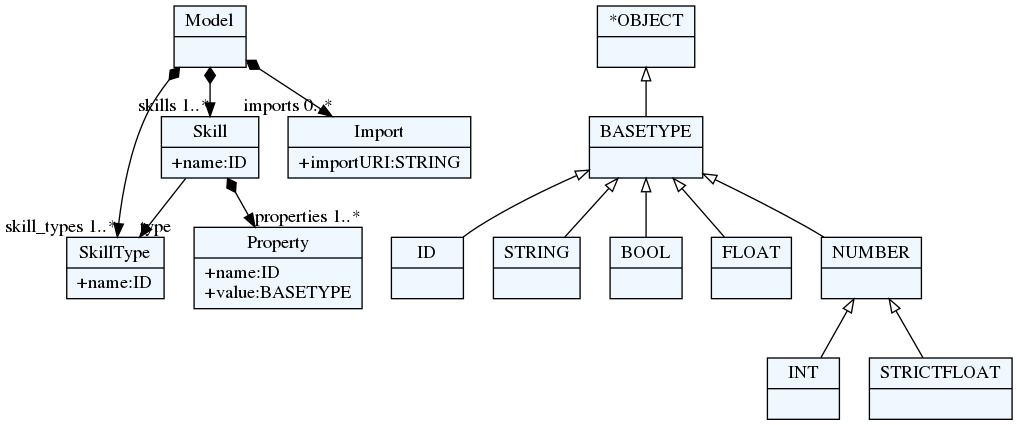 Model
*OBJECT
skills 1..*
imports 0..*
Skill
+name:ID
Import
+importURI:STRING
BASETYPE
skill_types 1..*
type
properties 1..*
SkillType
+name:ID
Property
+name:ID
+value:BASETYPE
ID
STRING
BOOL
FLOAT
NUMBER
INT
STRICTFLOAT